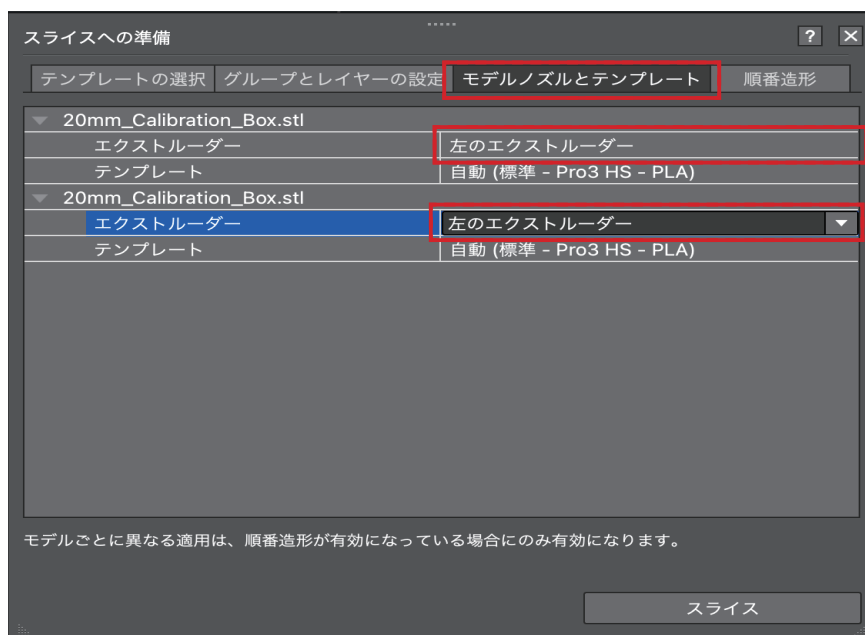 スライスへの準備
?
テンプレートの選択 グループとレイヤーの設定 モデルノズルとテンプレート 順番造形
20mm_Calibration_Box.stl
エクストルーダー 左のエクストルーダー
テンプレート 自動 (標準 - Pro3 HS - PLA)
20mm_Calibration_Box.stl
エクストルーダー 左のエクストルーダー
テンプレート 自動 (標準 - Pro3 HS - PLA)
モデルごとに異なる適用は、順番造形が有効になっている場合にのみ有効になります。
スライス